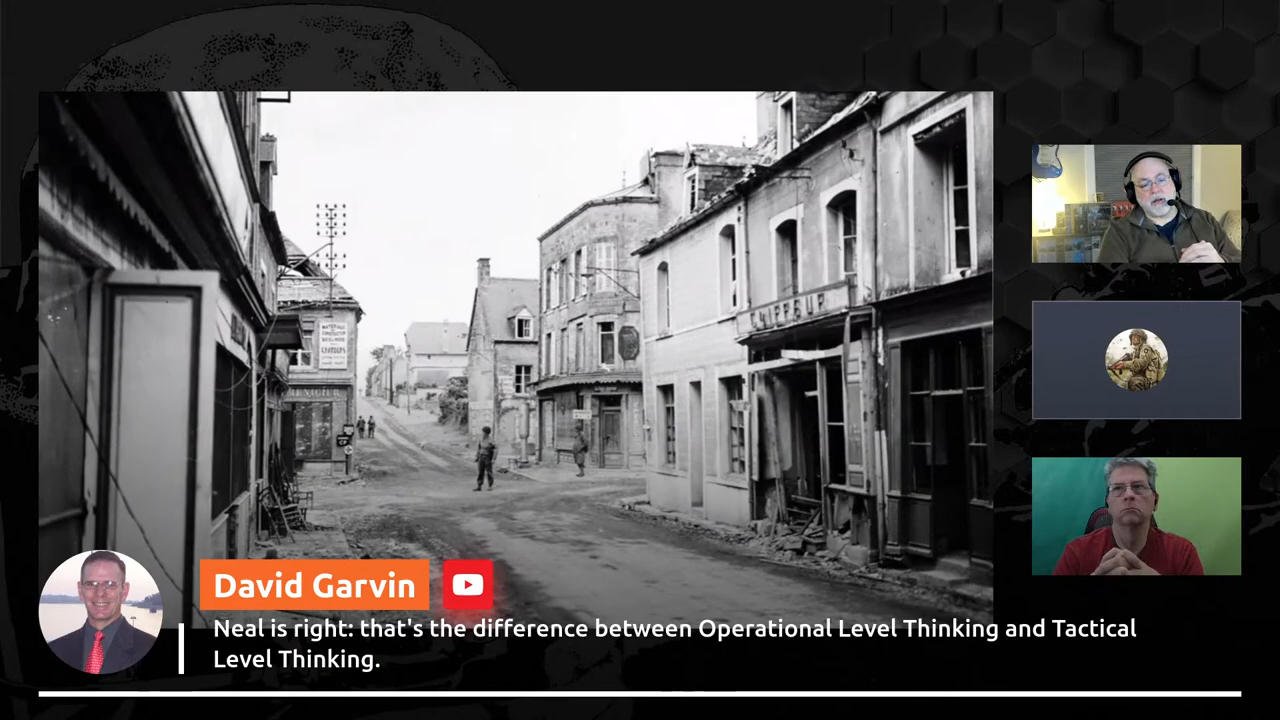 COIFFEUR
David Garvin
Neal is right: that's the difference between Operational Level Thinking and Tactical
Level Thinking.